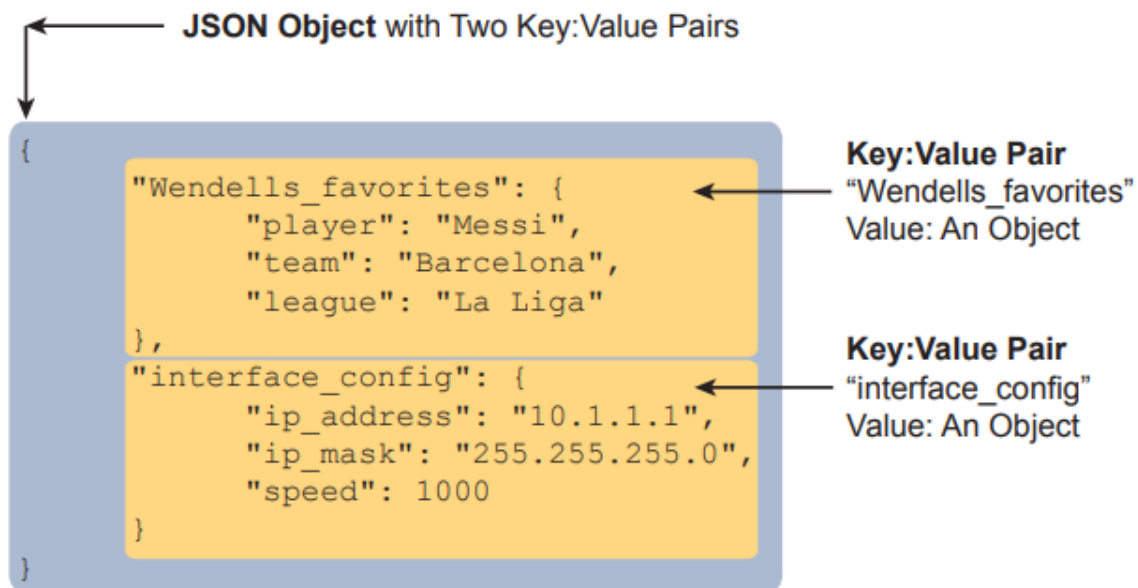 JSON Object with Two Key:Value Pairs
{
"Wendells_favorites": {
"player": "Messi",
"team": "Barcelona",
"league": "La Liga"
},
"interface_config": {
"ip_address": "10.1.1.1",
"ip_mask": "255.255.255.0",
"speed": 1000
}
}
Key:Value Pair
“Wendells_favorites”
Value: An Object
Key:Value Pair
“interface_config”
Value: An Object